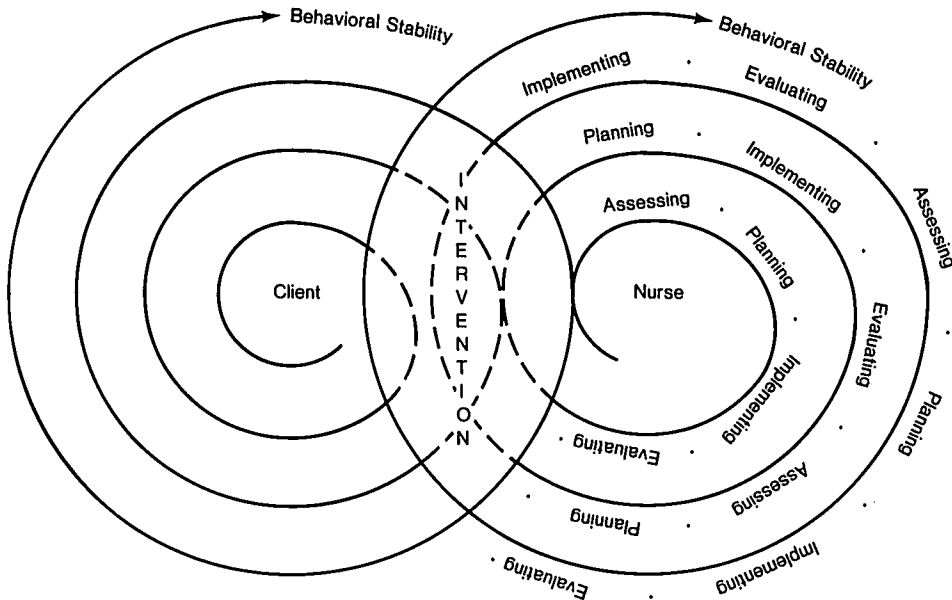 Behavioral Stability
Behavioral Stability
Client
INTERVENTION
Nurse
Assessing
Planning
Implementing
Evaluating
Planning
Implementing
Evaluating
Assessing
Planning
Implementing
Evaluating
Assessing
Planning
Implementing
Evaluating